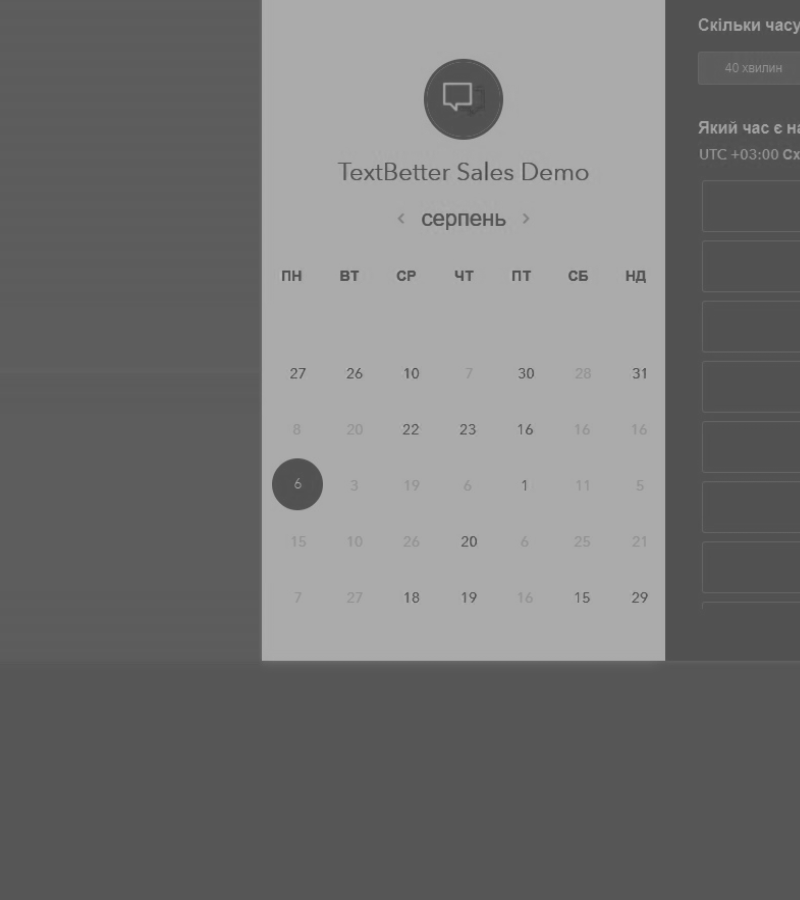 TextBetter Sales Demo
‹ серпень ›
ПН ВТ СР ЧТ ПТ СБ НД
27 26 10 7 30 28 31
8 20 22 23 16 16 16
6 3 19 6 1 11 5
15 10 26 20 6 25 21
7 27 18 19 16 15 29
Скільки часу
40 хвилин
Який час є
UTC +03:00